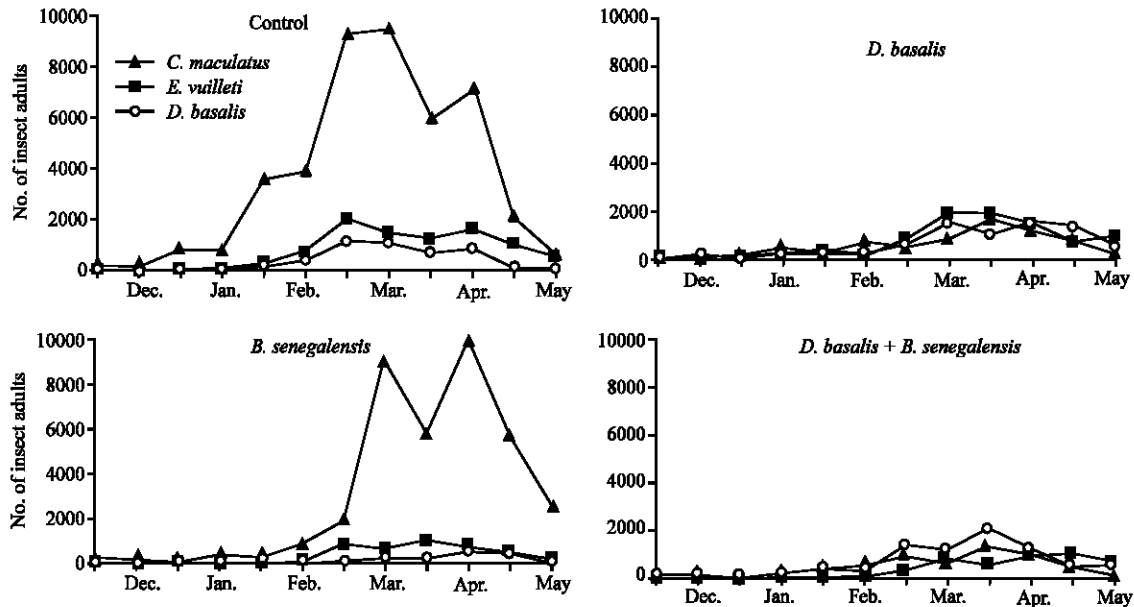 Control
C. maculatus
E. vuilleti
D. basalis
No. of insect adults
10000
8000
6000
4000
2000
0
Dec. Jan. Feb. Mar. Apr. May
D. basalis
10000
8000
6000
4000
2000
0
Dec. Jan. Feb. Mar. Apr. May
B. senegalensis
No. of insect adults
10000
8000
6000
4000
2000
0
Dec. Jan. Feb. Mar. Apr. May
D. basalis + B. senegalensis
10000
8000
6000
4000
2000
0
Dec. Jan. Feb. Mar. Apr. May